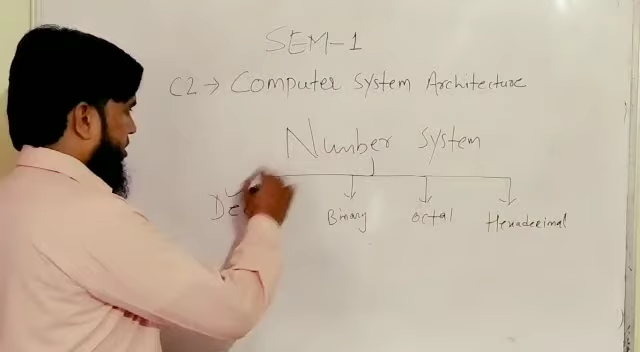 SEM-1
C2 → Computer System Architecture
Number System
Binary Octal Hexadecimal